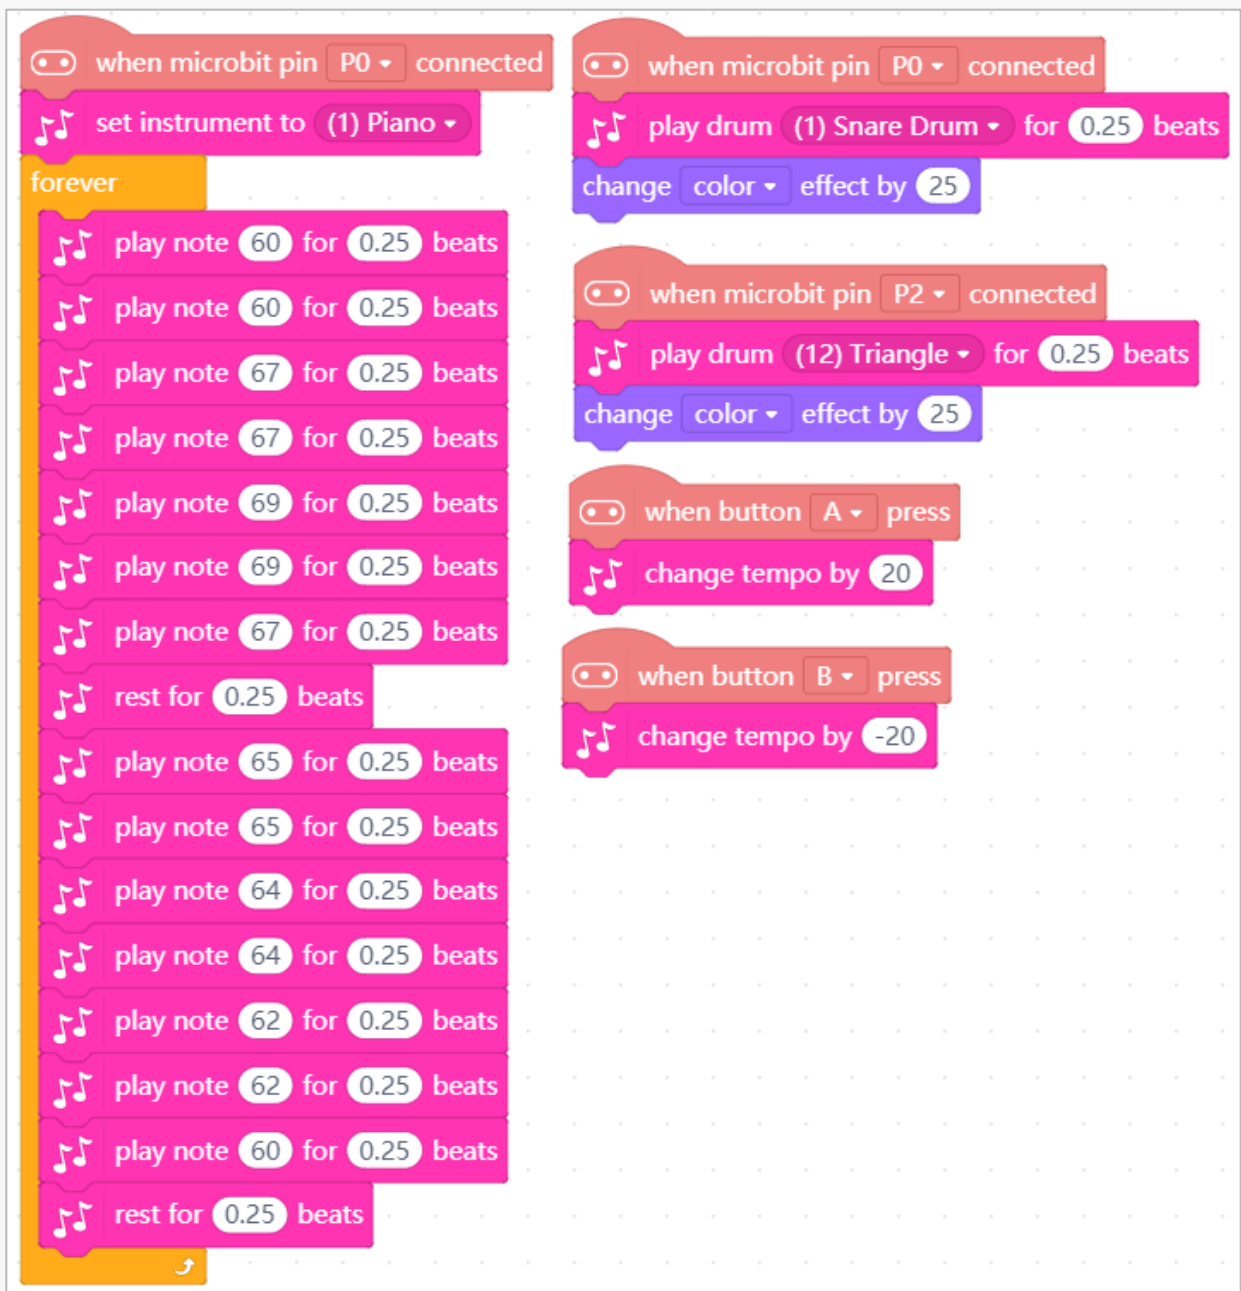 when microbit pin P0 connected
set instrument to (1) Piano
forever
play note 60 for 0.25 beats
play note 60 for 0.25 beats
play note 67 for 0.25 beats
play note 67 for 0.25 beats
play note 69 for 0.25 beats
play note 69 for 0.25 beats
play note 67 for 0.25 beats
rest for 0.25 beats
play note 65 for 0.25 beats
play note 65 for 0.25 beats
play note 64 for 0.25 beats
play note 64 for 0.25 beats
play note 62 for 0.25 beats
play note 62 for 0.25 beats
play note 60 for 0.25 beats
rest for 0.25 beats
when microbit pin P0 connected
play drum (1) Snare Drum for 0.25 beats
change color effect by 25
when microbit pin P2 connected
play drum (12) Triangle for 0.25 beats
change color effect by 25
when button A press
change tempo by 20
when button B press
change tempo by -20